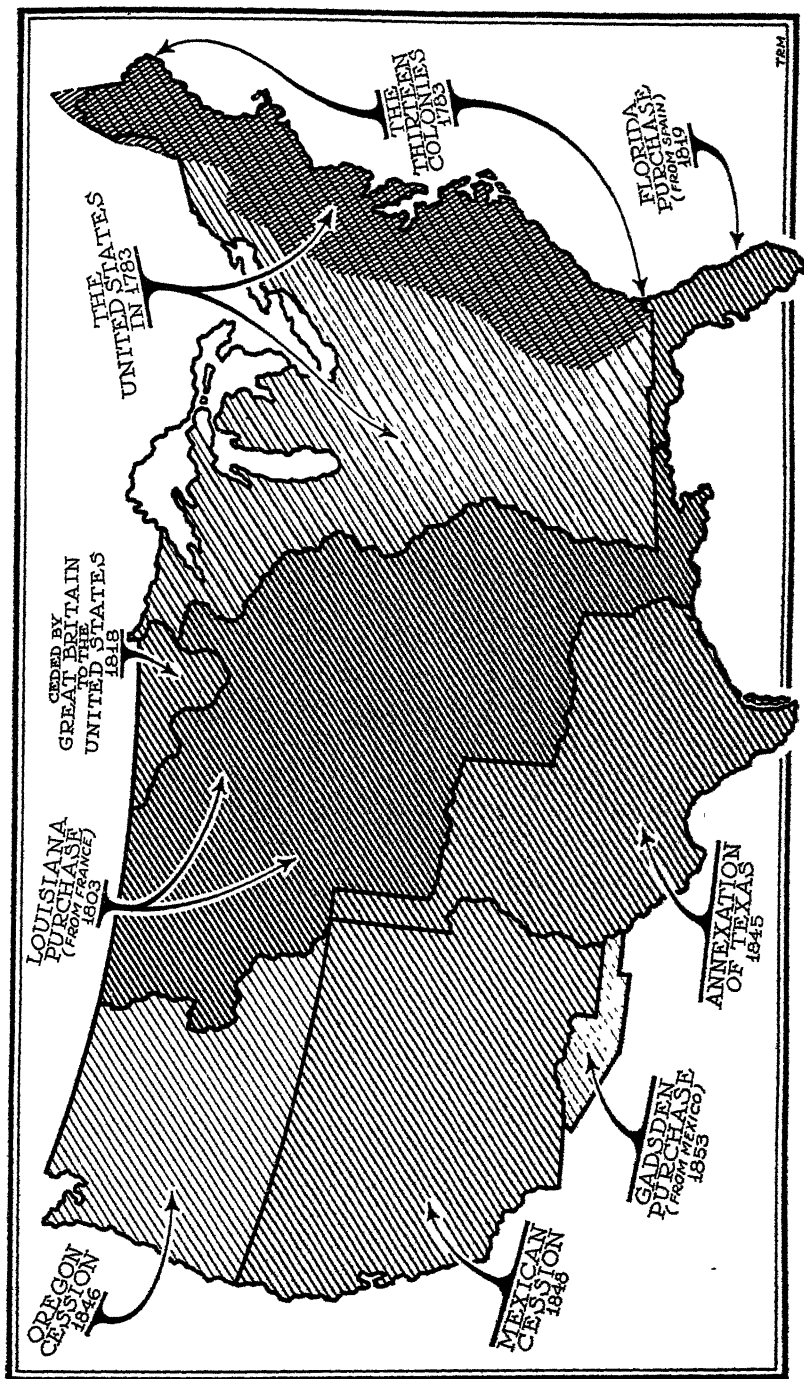 OREGON
CESSION
1846
LOUISIANA
PURCHASE
(FROM FRANCE)
1803
CEDED BY
GREAT BRITAIN
TO THE
UNITED STATES
1818
THE
UNITED STATES
IN 1783
THE
THIRTEEN
COLONIES
1783
MEXICAN
CESSION
1848
GADSDEN
PURCHASE
(FROM MEXICO)
1853
ANNEXATION
OF TEXAS
1845
FLORIDA
PURCHASE
(FROM SPAIN)
1819
TRM